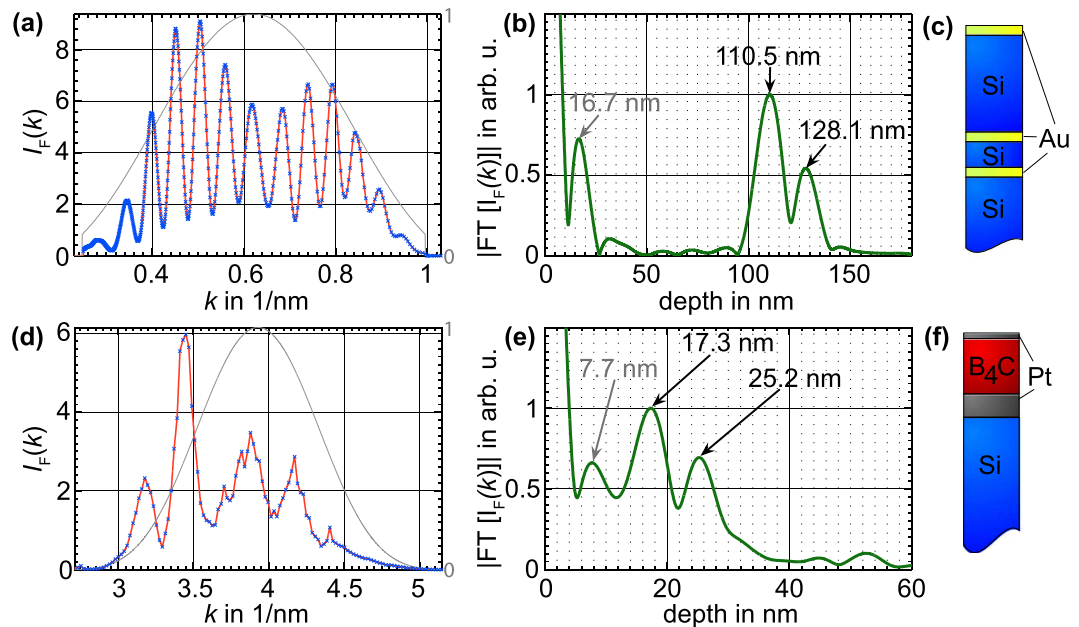 (a)
I_F(k)
8
6
4
2
0
0.4
0.6
0.8
1
1
0
k in 1/nm
(b)
|FT [I_F(k)]| in arb. u.
1
0.5
0
16.7 nm
110.5 nm
128.1 nm
0
50
100
150
depth in nm
(c)
Si
Si
Si
Au
(d)
I_F(k)
6
4
2
0
3
3.5
4
4.5
5
1
0
k in 1/nm
(e)
|FT [I_F(k)]| in arb. u.
1
0.5
0
7.7 nm
17.3 nm
25.2 nm
0
20
40
60
depth in nm
(f)
B₄C
Pt
Si